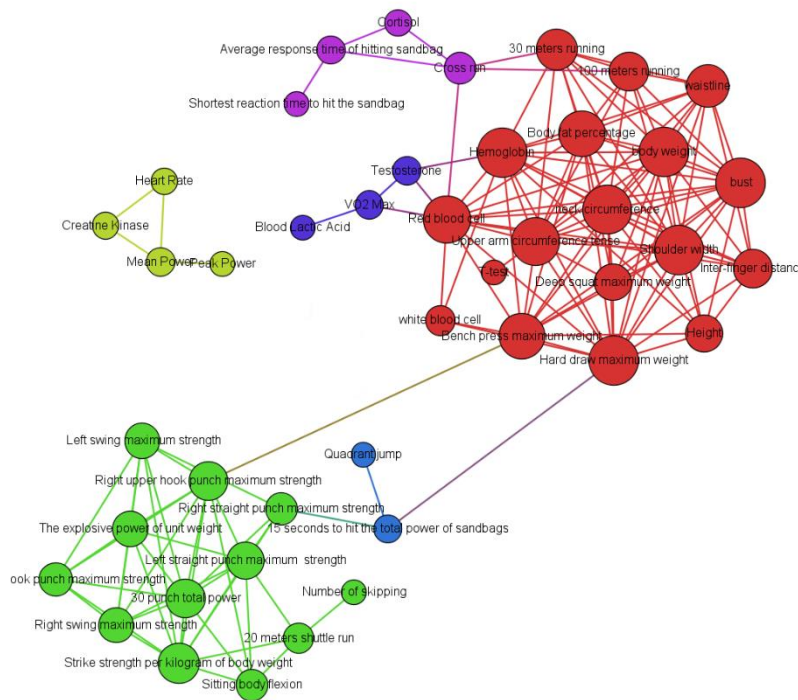 Cortisol
Average response time of hitting sandbag
30 meters running
Cross run
100 meters running
waistline
Shortest reaction time to hit the sandbag
Body fat percentage
Hemoglobin
body weight
Testosterone
bust
Heart Rate
VO2 Max
Neck circumference
Red blood cell
Creatine Kinase
Blood Lactic Acid
Upper arm circumference tense
Shoulder width
Mean Power
Peak Power
T-test
Inter-finger distanc
Deep squat maximum weight
white blood cell
Bench press maximum weight
Height
Hard draw maximum weight
Left swing maximum strength
Quadrant jump
Right upper hook punch maximum strength
Right straight punch maximum strength
The explosive power of unit weight
15 seconds to hit the total power of sandbags
Left straight punch maximum strength
ook punch maximum strength
Number of skipping
30 punch total power
Right swing maximum strength
20 meters shuttle run
Strike strength per kilogram of body weight
Sitting body flexion